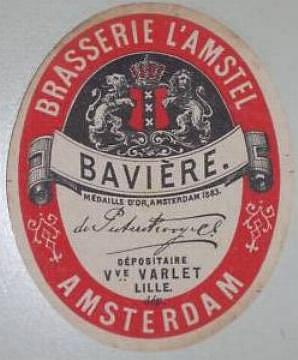 BRASSERIE L'AMSTEL
BAVIÈRE.
MÉDAILLE D'OR, AMSTERDAM 1883.
DÉPOSITAIRE
VVE VARLET
LILLE.
AMSTERDAM